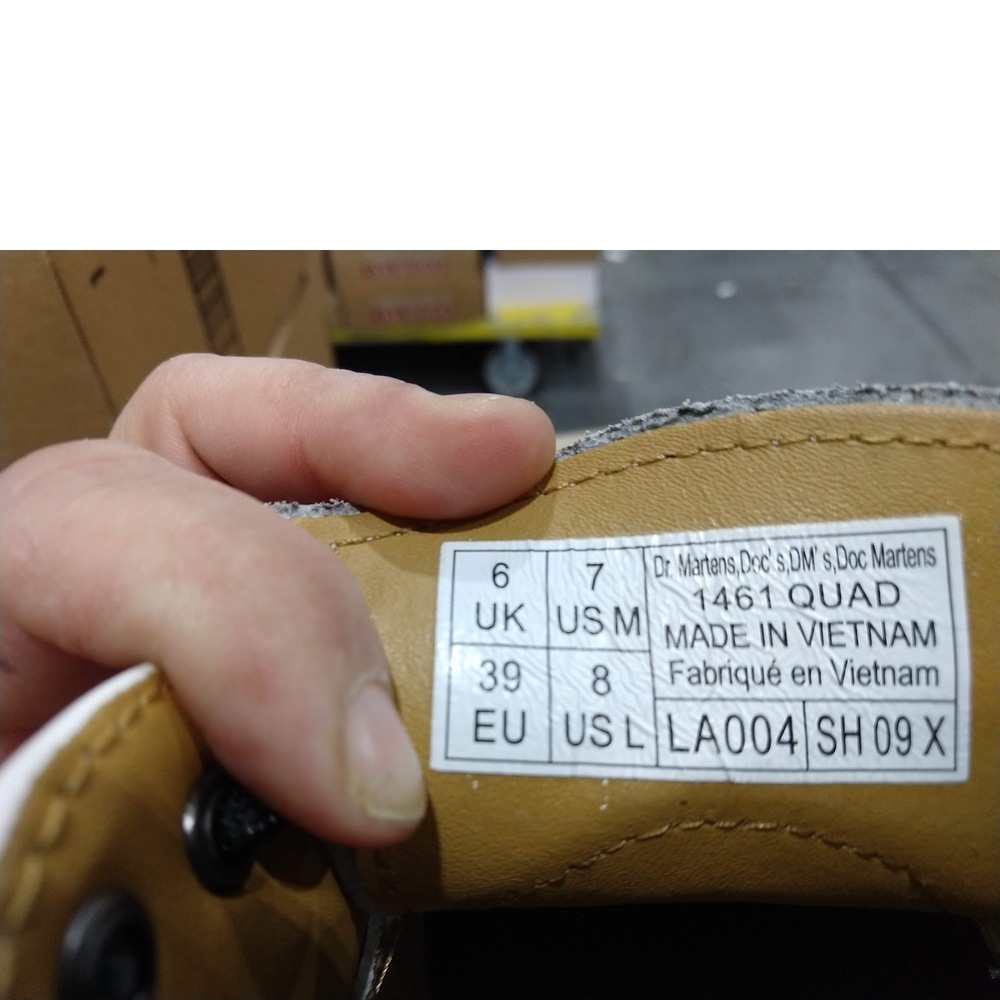 6
UK
7
US M
39
EU
8
US L
Dr. Martens,Doc's,DM's,Doc Martens
1461 QUAD
MADE IN VIETNAM
Fabriqué en Vietnam
LA004
SH 09 X